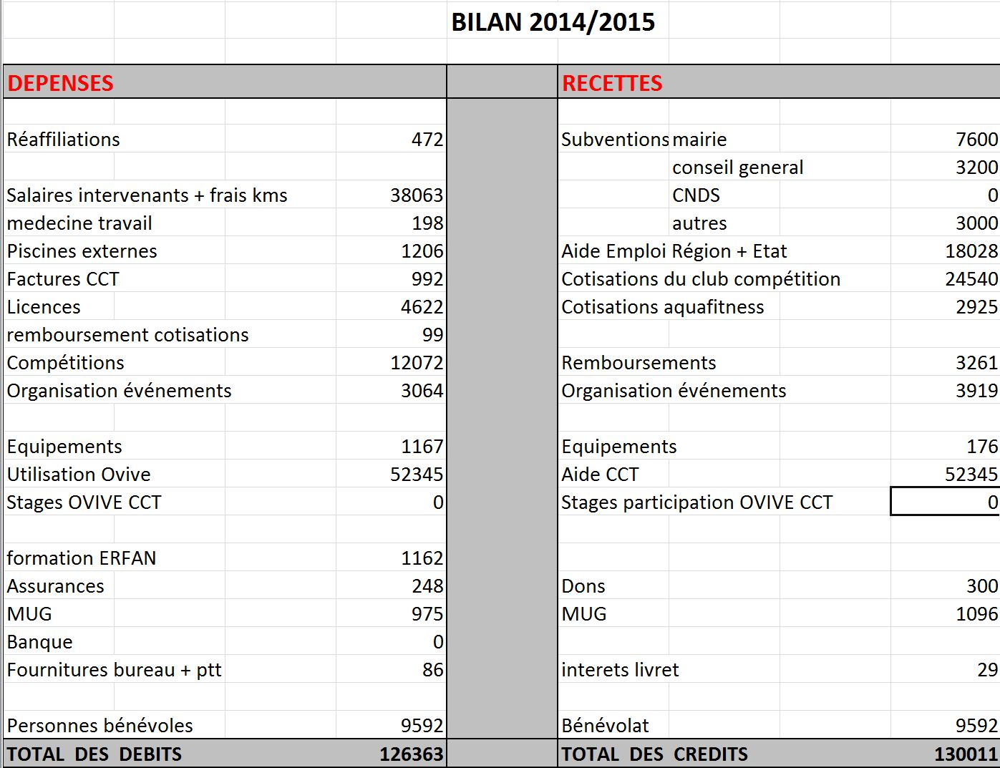 BILAN 2014/2015
DEPENSES RECETTES
Réaffiliations 472 Subventions mairie 7600
conseil general 3200
Salaires intervenants + frais kms 38063 CNDS 0
medecine travail 198 autres 3000
Piscines externes 1206 Aide Emploi Région + Etat 18028
Factures CCT 992 Cotisations du club compétition 24540
Licences 4622 Cotisations aquafitness 2925
remboursement cotisations 99
Compétitions 12072 Remboursements 3261
Organisation événements 3064 Organisation événements 3919
Equipements 1167 Equipements 176
Utilisation Ovive 52345 Aide CCT 52345
Stages OVIVE CCT 0 Stages participation OVIVE CCT 0
formation ERFAN 1162
Assurances 248 Dons 300
MUG 975 MUG 1096
Banque 0
Fournitures bureau + ptt 86 interets livret 29
Personnes bénévoles 9592 Bénévolat 9592
TOTAL DES DEBITS 126363 TOTAL DES CREDITS 130011